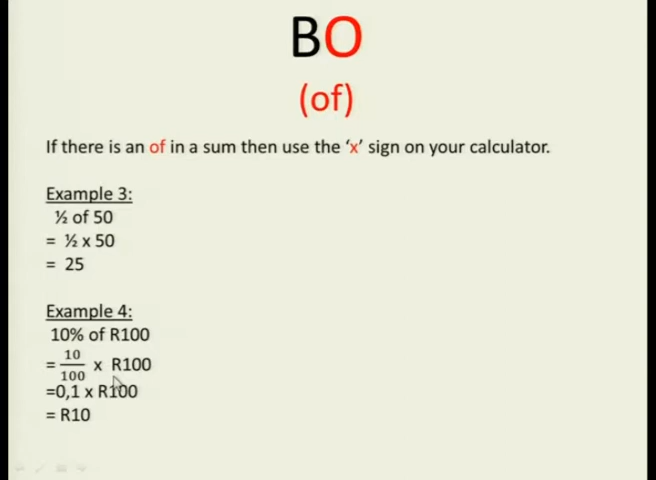 BO
(of)
If there is an of in a sum then use the 'x' sign on your calculator.
Example 3:
½ of 50
= ½ x 50
= 25
Example 4:
10% of R100
= 10/100 x R100
=0,1 x R100
= R10